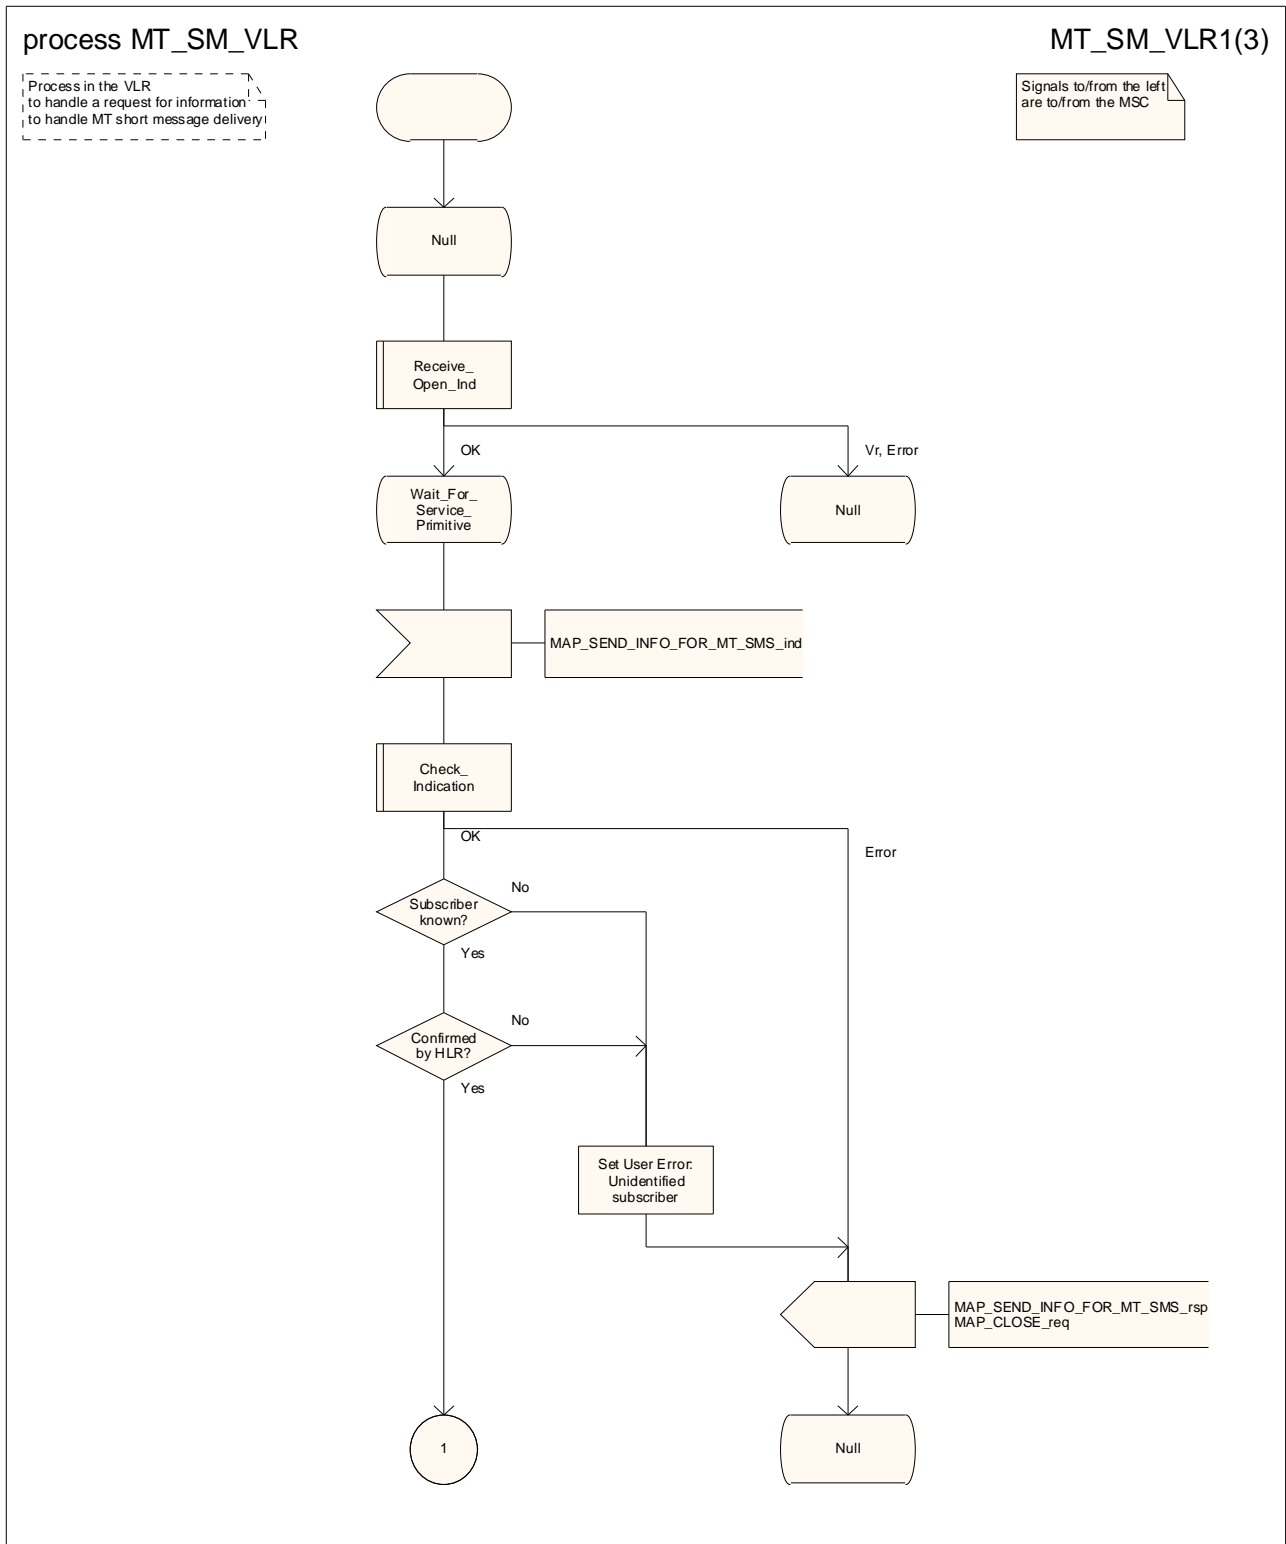 process MT_SM_VLR
MT_SM_VLR1(3)
Process in the VLR
to handle a request for information
to handle MT short message delivery
Signals to/from the left
are to/from the MSC
Null
Receive_
Open_Ind
OK
Vr, Error
Wait_For_
Service_
Primitive
Null
MAP_SEND_INFO_FOR_MT_SMS_ind
Check_
Indication
OK
Error
No
Subscriber
known?
Yes
No
Confirmed
by HLR?
Yes
Set User Error:
Unidentified
subscriber
MAP_SEND_INFO_FOR_MT_SMS_rsp
MAP_CLOSE_req
1
Null